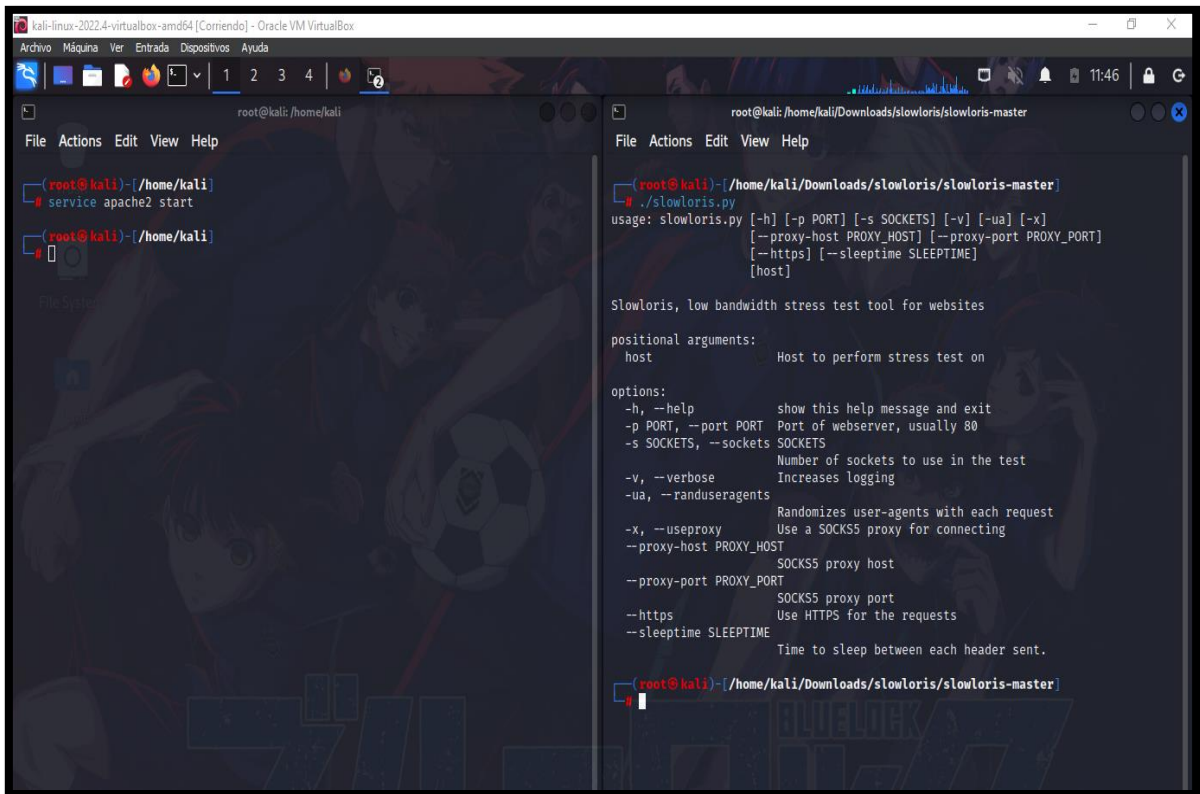 kali-linux-2022.4-virtualbox-amd64 [Corriendo] - Oracle VM VirtualBox
Archivo Máquina Ver Entrada Dispositivos Ayuda
1 2 3 4
11:46
root@kali: /home/kali
File Actions Edit View Help
(root㉿kali)-[/home/kali]
# service apache2 start
(root㉿kali)-[/home/kali]
#
File System
root@kali: /home/kali/Downloads/slowloris/slowloris-master
File Actions Edit View Help
(root㉿kali)-[/home/kali/Downloads/slowloris/slowloris-master]
# ./slowloris.py
usage: slowloris.py [-h] [-p PORT] [-s SOCKETS] [-v] [-ua] [-x]
[--proxy-host PROXY_HOST] [--proxy-port PROXY_PORT]
[--https] [--sleeptime SLEEPTIME]
[host]
Slowloris, low bandwidth stress test tool for websites
positional arguments:
host Host to perform stress test on
options:
-h, --help show this help message and exit
-p PORT, --port PORT Port of webserver, usually 80
-s SOCKETS, --sockets SOCKETS
Number of sockets to use in the test
-v, --verbose Increases logging
-ua, --randuseragents
Randomizes user-agents with each request
-x, --useproxy Use a SOCKS5 proxy for connecting
--proxy-host PROXY_HOST
SOCKS5 proxy host
--proxy-port PROXY_PORT
SOCKS5 proxy port
--https Use HTTPS for the requests
--sleeptime SLEEPTIME
Time to sleep between each header sent.
(root㉿kali)-[/home/kali/Downloads/slowloris/slowloris-master]
#
BLUELOCK